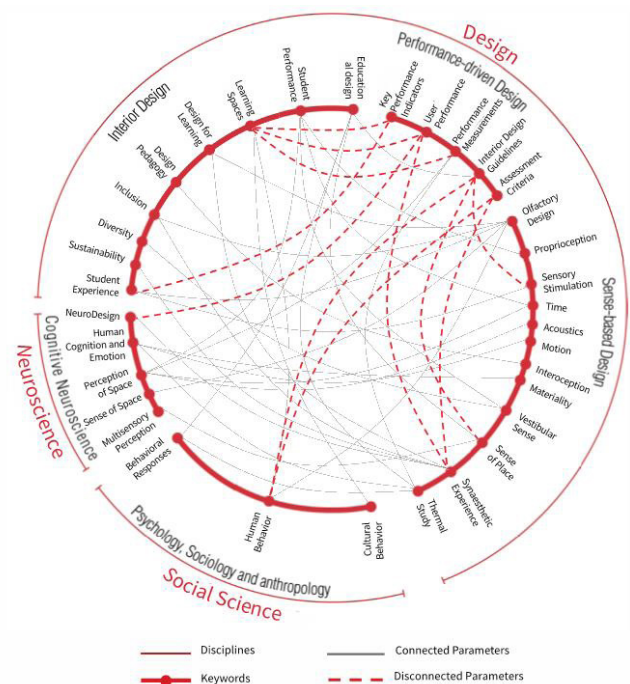 Design
Performance-driven Design
Key
Performance
Indicators
User
Performance
Performance
Measurements
Interior Design
Guidelines
Assessment
Criteria
Sense-based Design
Olfactory
Design
Proprioception
Sensory
Stimulation
Time
Acoustics
Motion
Interoception
Materiality
Vestibular
Sense
Sense
of Place
Synaesthetic
Experience
Thermal
Study
Interior Design
Education
al design
Student
Performance
Learning
Spaces
Design for
Learning
Design
Pedagogy
Inclusion
Diversity
Sustainability
Student
Experience
Neuroscience
Cognitive Neuroscience
NeuroDesign
Human
Cognition and
Emotion
Perception
of Space
Sense of Space
Multisensory
Perception
Social Science
Psychology, Sociology and anthropology
Behavioral
Responses
Human
Behavior
Cultural
Behavior
Disciplines
Connected Parameters
Keywords
Disconnected Parameters